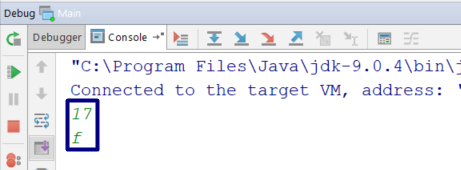 Debug Main
Debugger Console
"C:\Program Files\Java\jdk-9.0.4\bin\j
Connected to the target VM, address: '
17
f